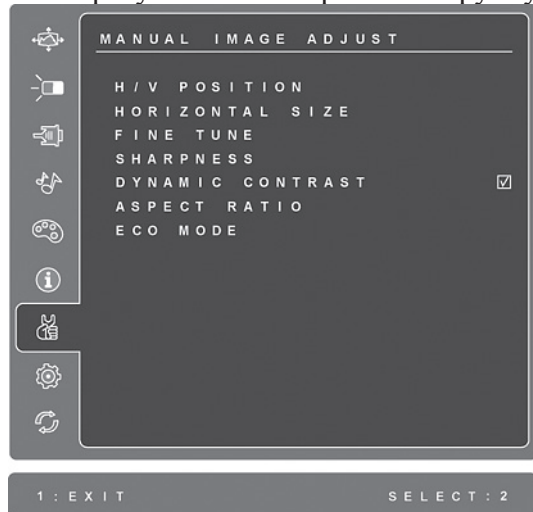 MANUAL IMAGE ADJUST
H/V POSITION
HORIZONTAL SIZE
FINE TUNE
SHARPNESS
DYNAMIC CONTRAST
ASPECT RATIO
ECO MODE
1:EXIT SELECT:2